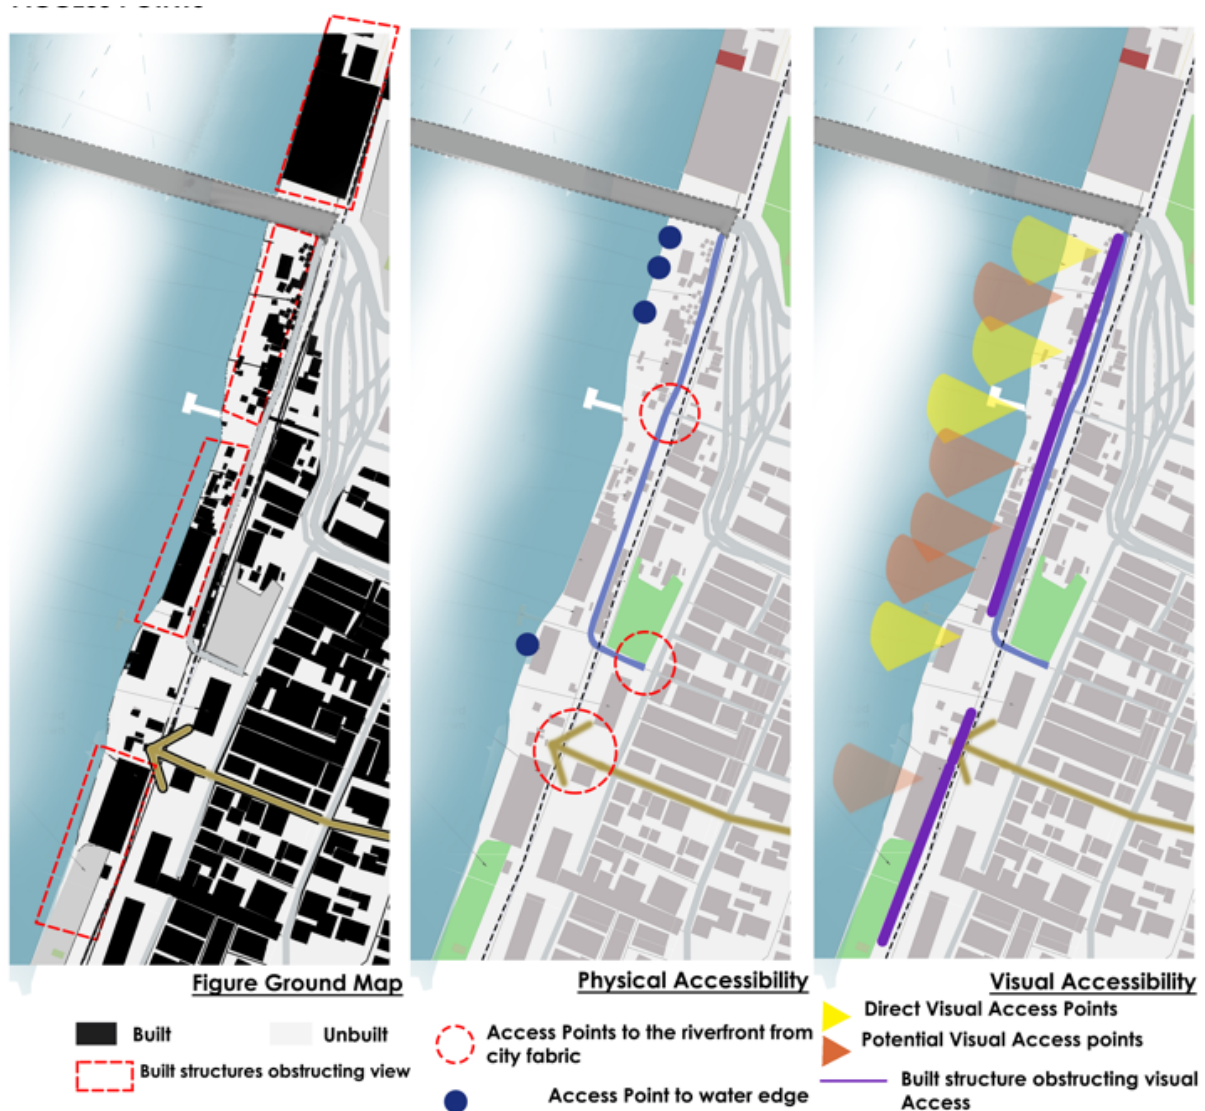 Figure Ground Map
Built
Unbuilt
Built structures obstructing view
Physical Accessibility
Access Points to the riverfront from
city fabric
Access Point to water edge
Visual Accessibility
Direct Visual Access Points
Potential Visual Access points
Built structure obstructing visual
Access